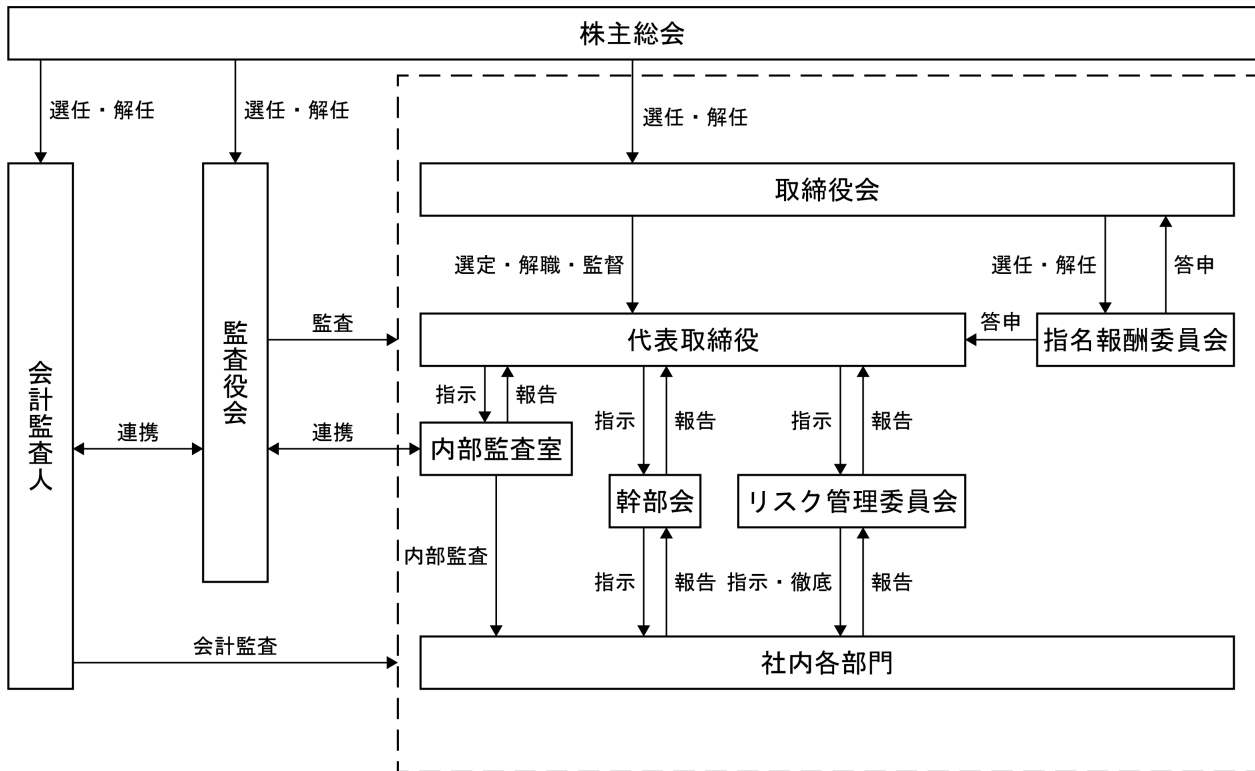 株主総会
選任・解任
選任・解任
選任・解任
取締役会
選定・解職・監督
選任・解任
答申
監査
代表取締役
答申
指名報酬委員会
会計監査人
監査役会
指示
報告
指示
報告
指示
報告
連携
連携
内部監査室
幹部会
リスク管理委員会
内部監査
指示
報告
指示・徹底
報告
会計監査
社内各部門